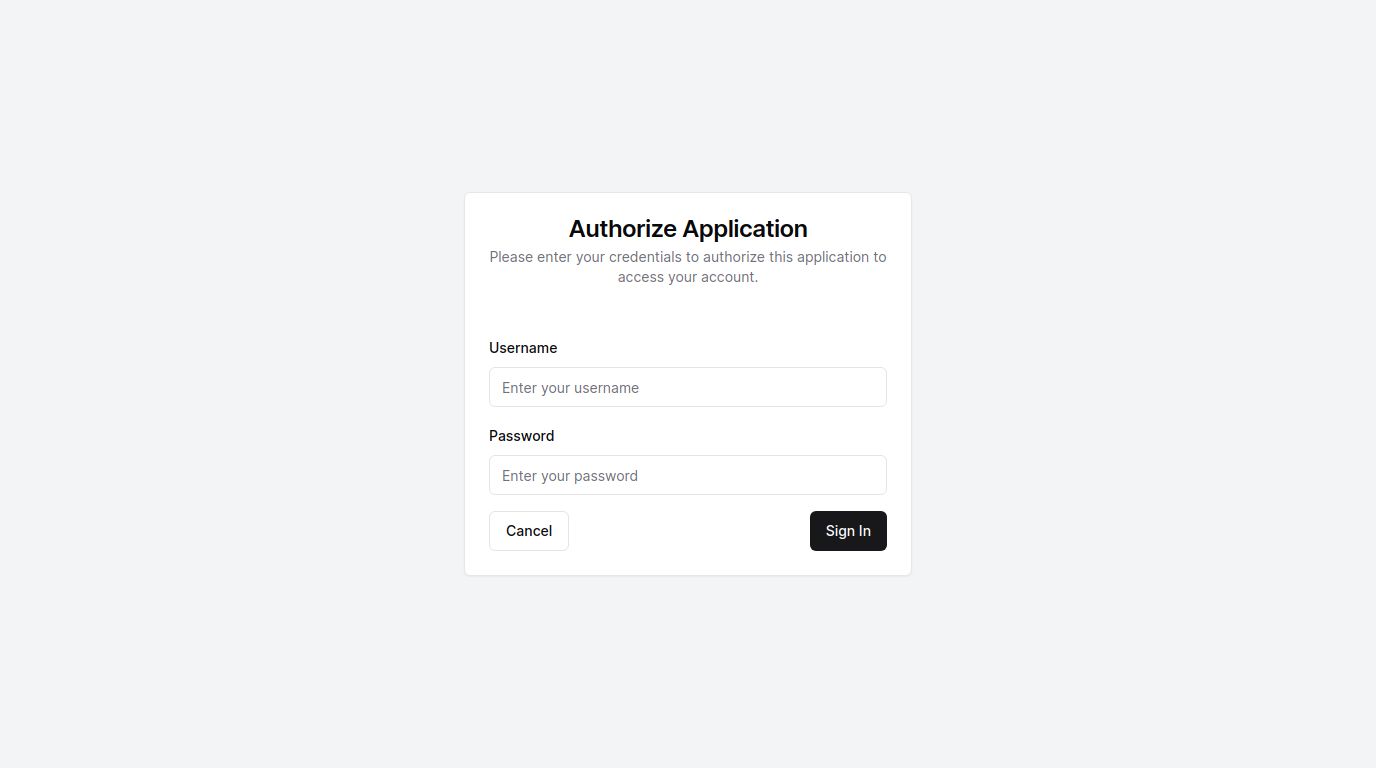 Authorize Application
Please enter your credentials to authorize this application to
access your account.
Username
Enter your username
Password
Enter your password
Cancel
Sign In